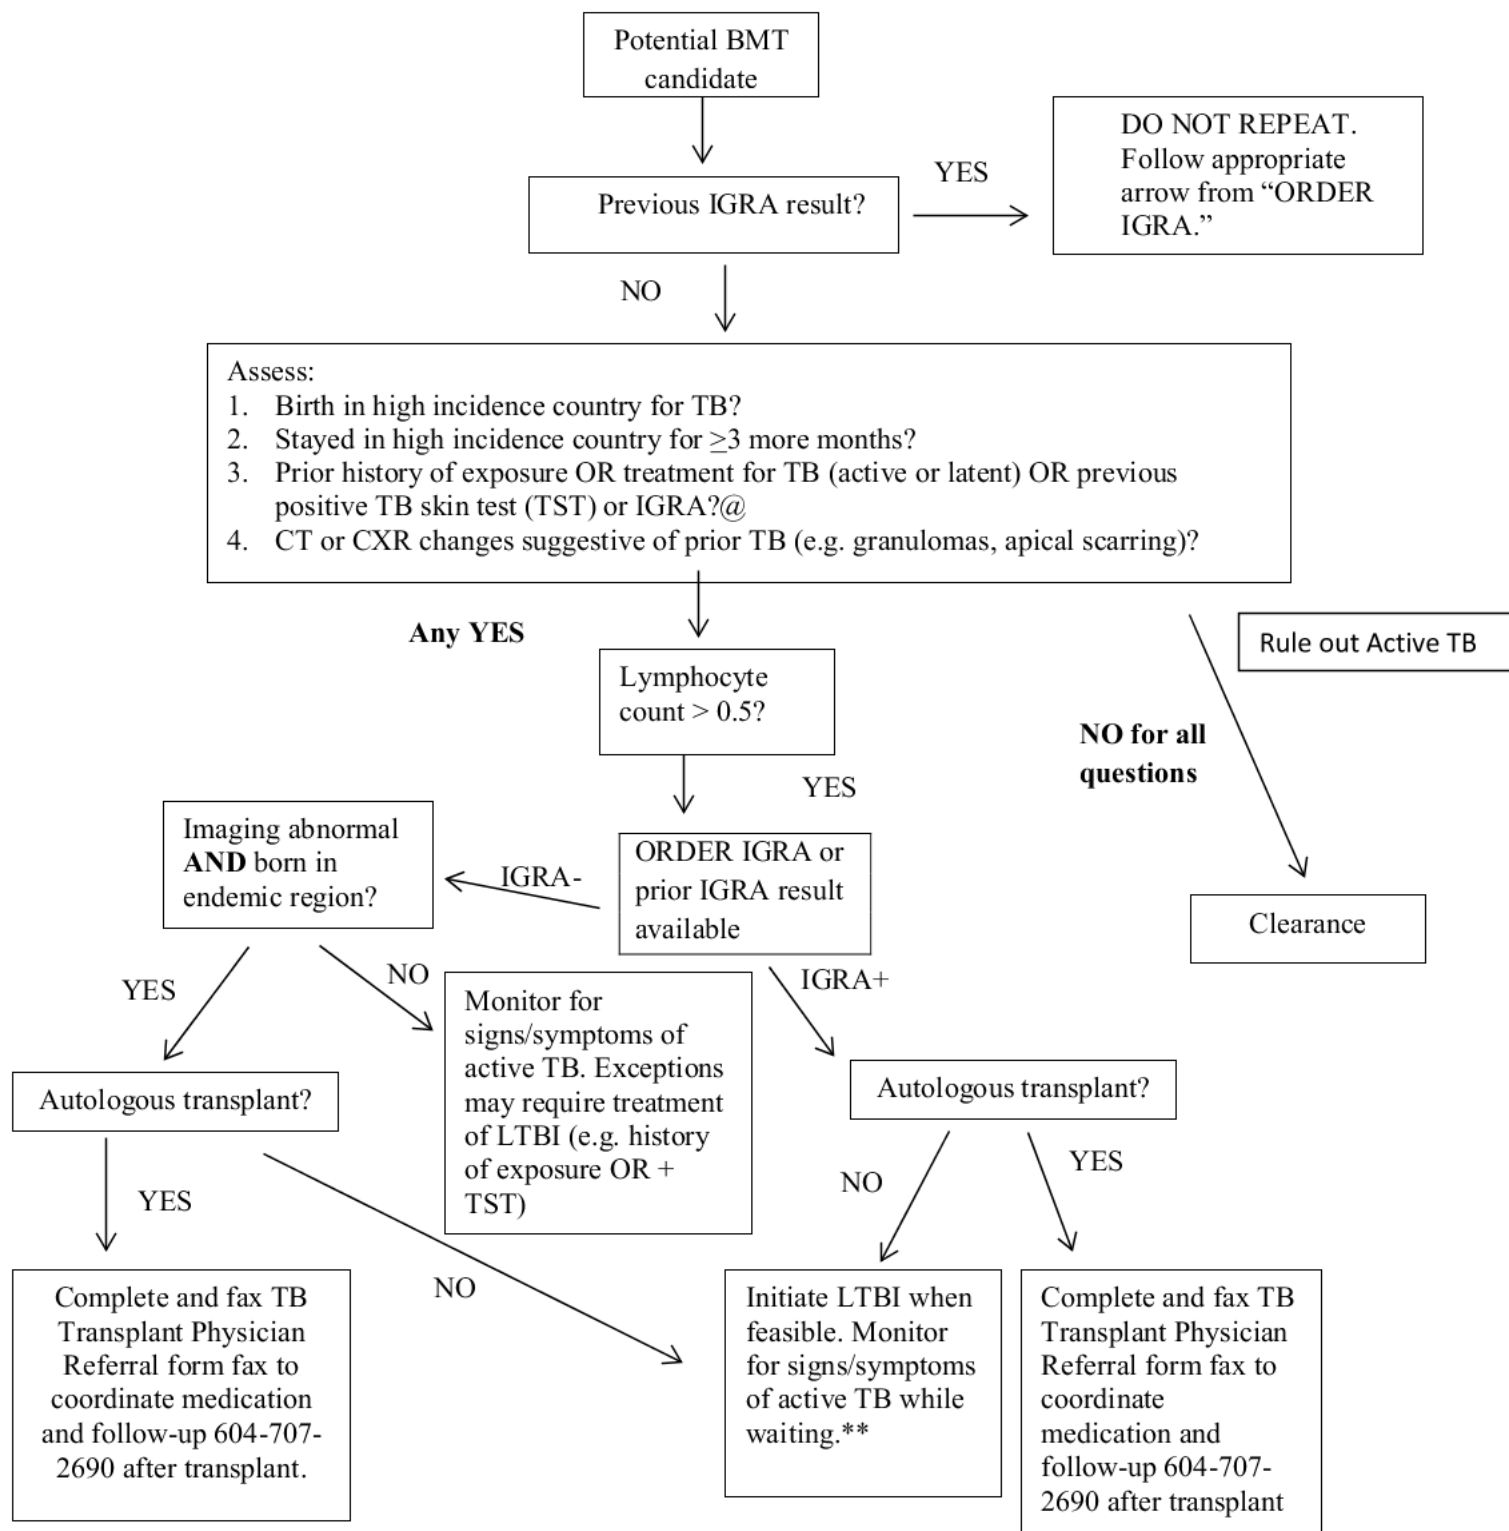 Potential BMT
candidate
DO NOT REPEAT.
Follow appropriate
arrow from “ORDER
IGRA.”
YES
Previous IGRA result?
NO
Assess:
1. Birth in high incidence country for TB?
2. Stayed in high incidence country for ≥3 more months?
3. Prior history of exposure OR treatment for TB (active or latent) OR previous
positive TB skin test (TST) or IGRA?@
4. CT or CXR changes suggestive of prior TB (e.g. granulomas, apical scarring)?
Any YES
Rule out Active TB
Lymphocyte
count > 0.5?
NO for all
questions
YES
Imaging abnormal
AND born in
endemic region?
IGRA-
ORDER IGRA or
prior IGRA result
available
Clearance
YES
NO
IGRA+
Monitor for
signs/symptoms of
active TB. Exceptions
may require treatment
of LTBI (e.g. history
of exposure OR +
TST)
Autologous transplant?
Autologous transplant?
YES
NO
NO
YES
Complete and fax TB
Transplant Physician
Referral form fax to
coordinate medication
and follow-up 604-707-
2690 after transplant.
Initiate LTBI when
feasible. Monitor
for signs/symptoms
of active TB while
waiting.**
Complete and fax TB
Transplant Physician
Referral form fax to
coordinate
medication and
follow-up 604-707-
2690 after transplant